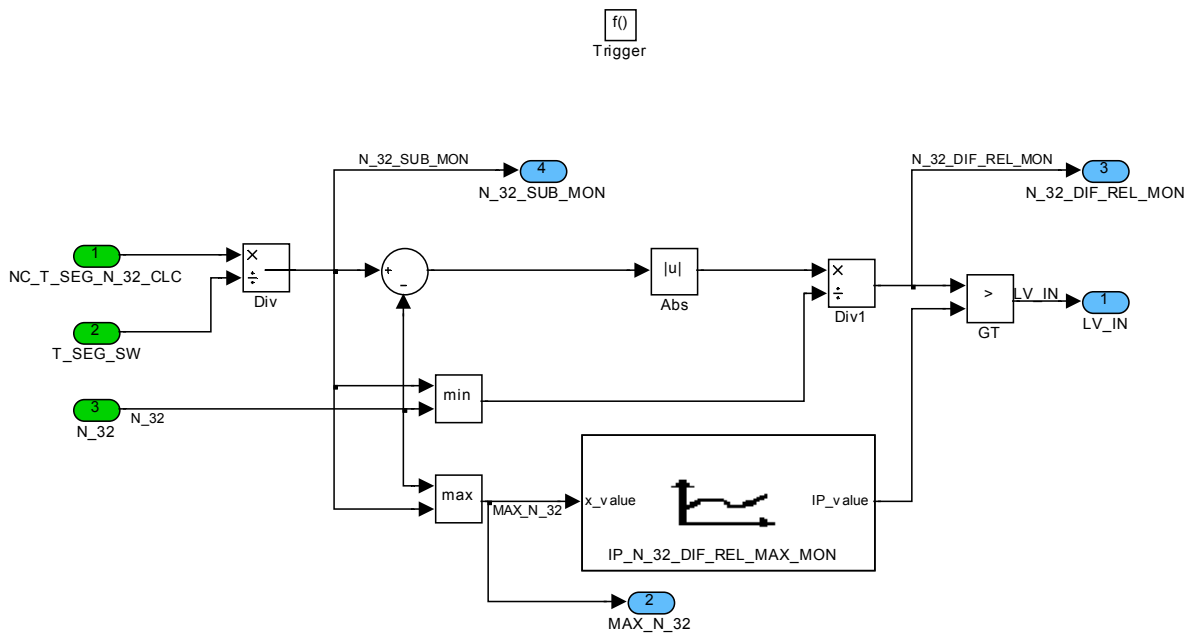 f()
Trigger
N_32_SUB_MON
4
N_32_SUB_MON
N_32_DIF_REL_MON
3
N_32_DIF_REL_MON
1
NC_T_SEG_N_32_CLC
×
÷
Div
+
−
|u|
Abs
×
÷
Div1
>
GT
LV_IN
1
LV_IN
2
T_SEG_SW
3
N_32
N_32
min
max
MAX_N_32
x_value
IP_value
IP_N_32_DIF_REL_MAX_MON
2
MAX_N_32